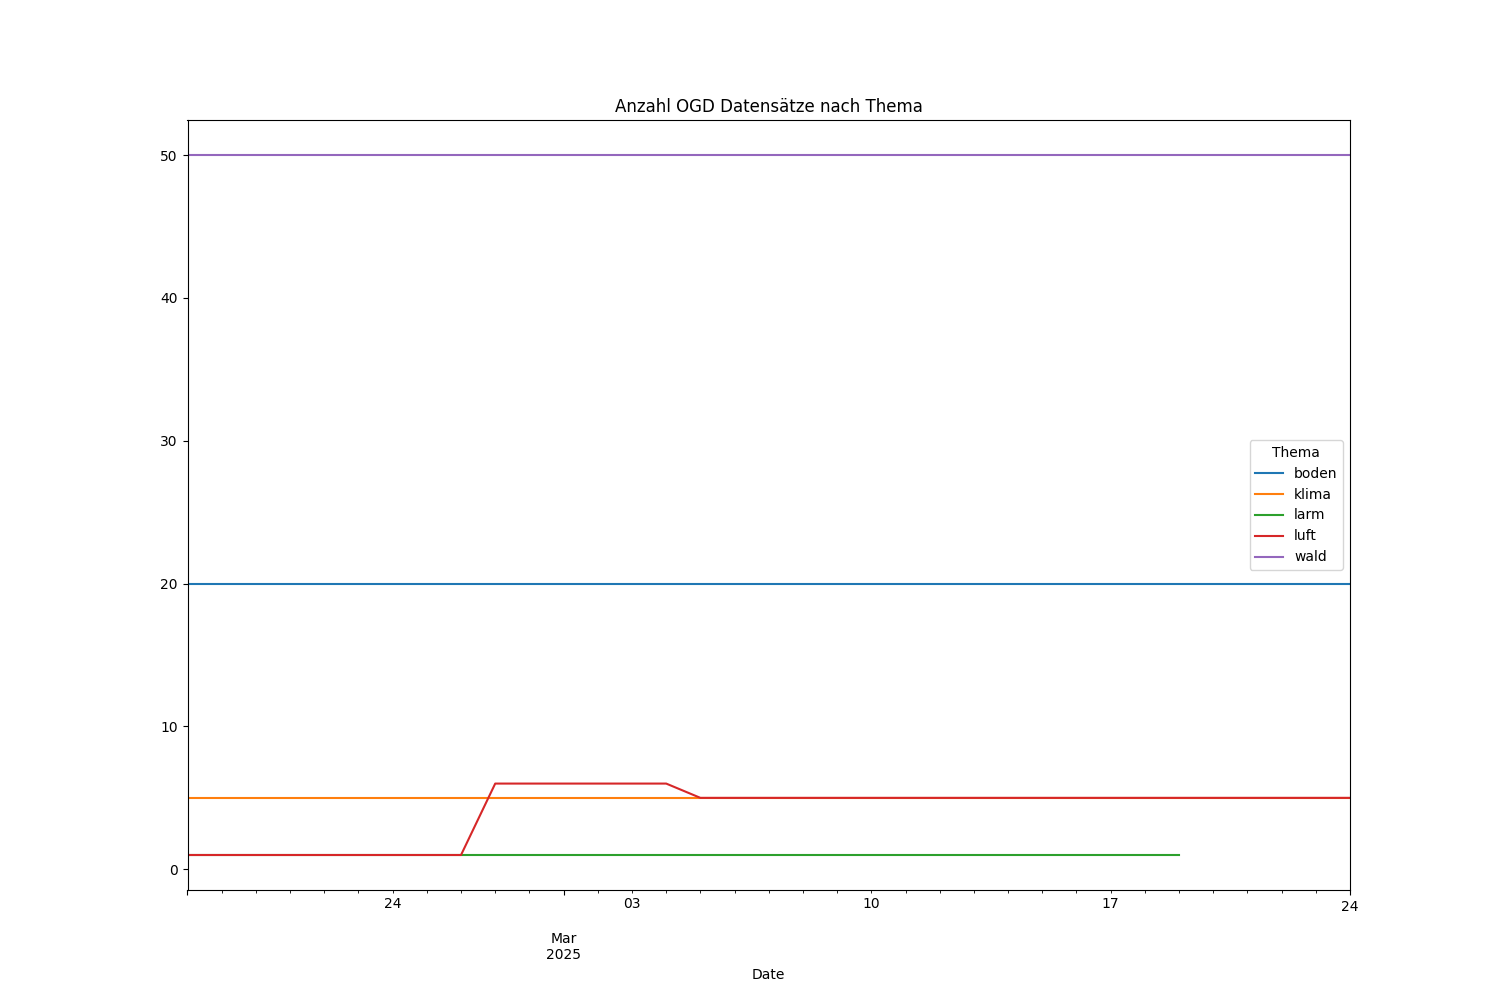 Anzahl OGD Datensätze nach Thema
50
40
30
20
10
0
Thema
boden
klima
larm
luft
wald
24
03
10
17
24
Mar
2025
Date